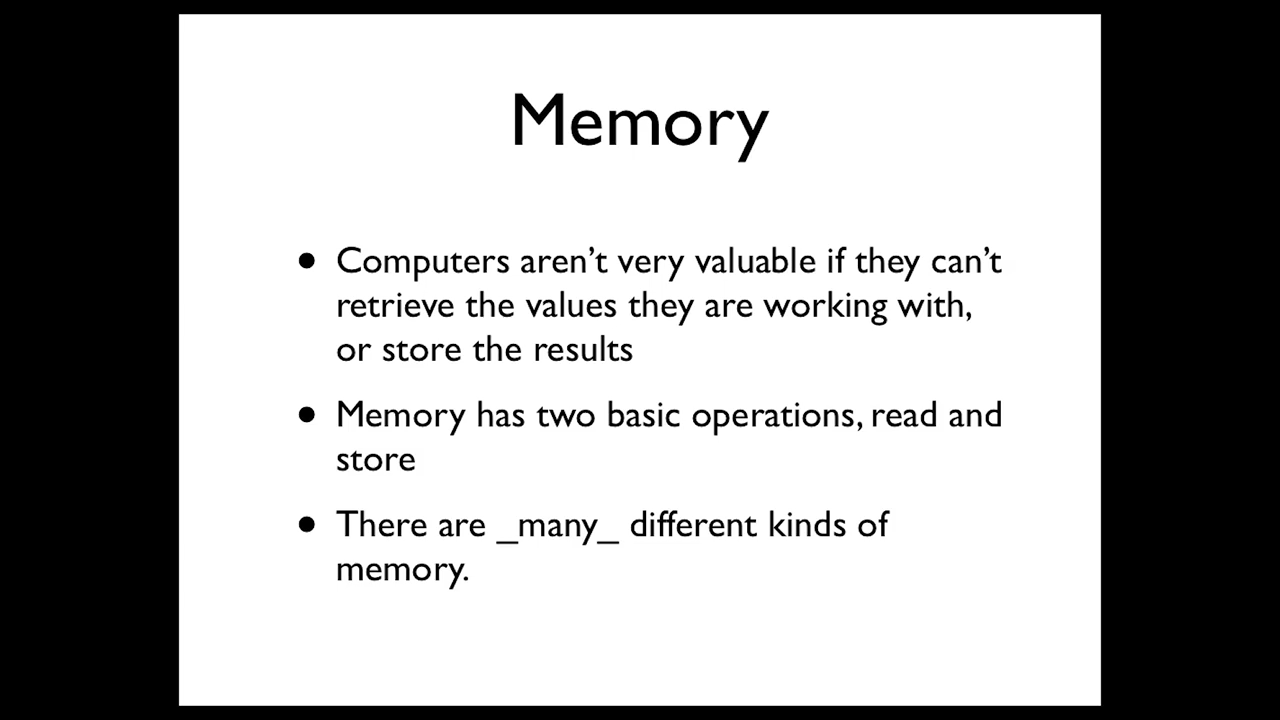 Memory
• Computers aren’t very valuable if they can’t
retrieve the values they are working with,
or store the results
• Memory has two basic operations, read and
store
• There are _many_ different kinds of
memory.